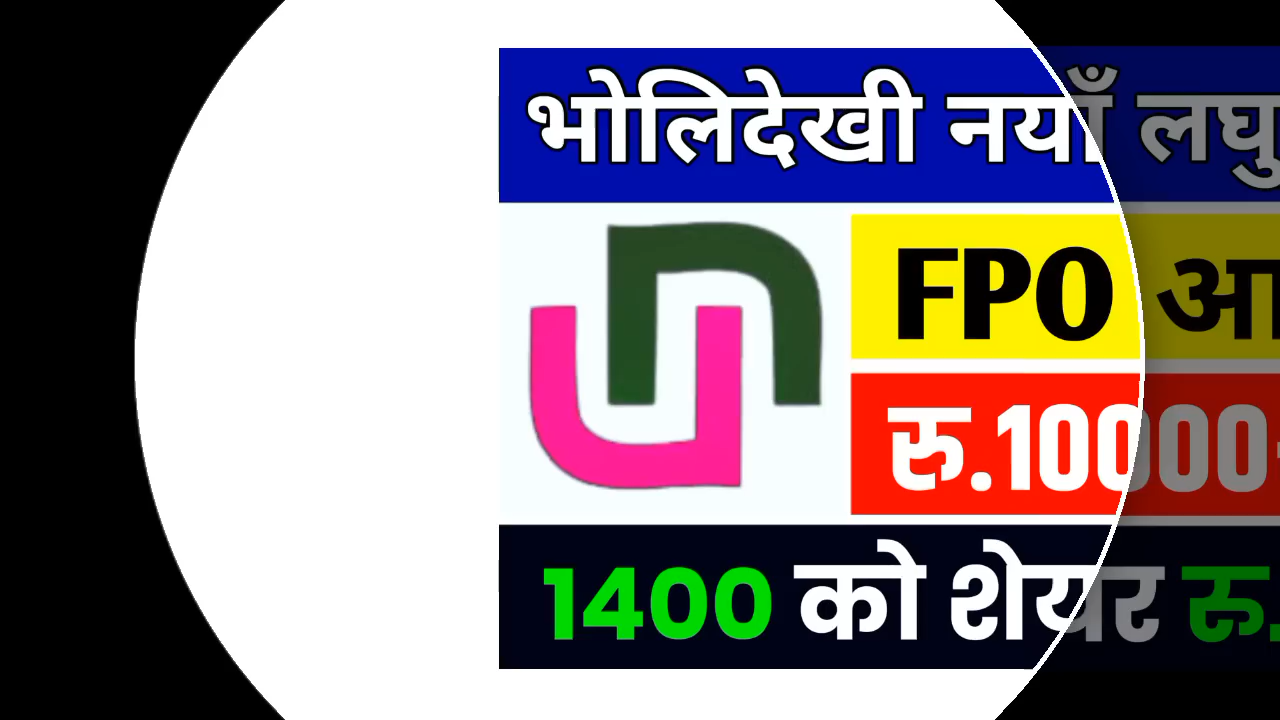 भोलिदेखी नयाँ लघु
FPO आ
रु.10000
1400 को शेयर रु.